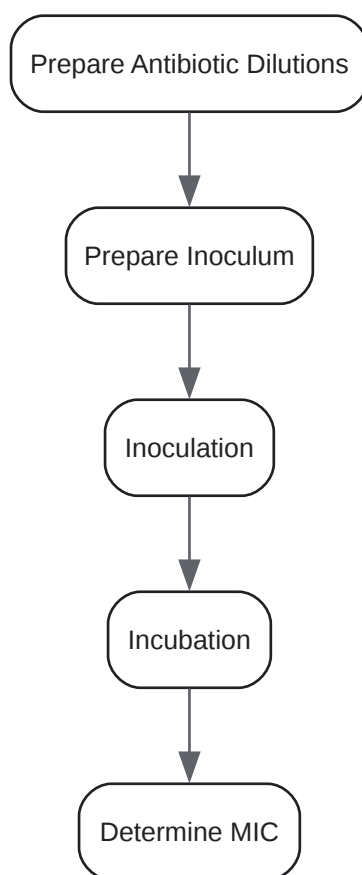 Prepare Antibiotic Dilutions
Prepare Inoculum
Inoculation
Incubation
Determine MIC